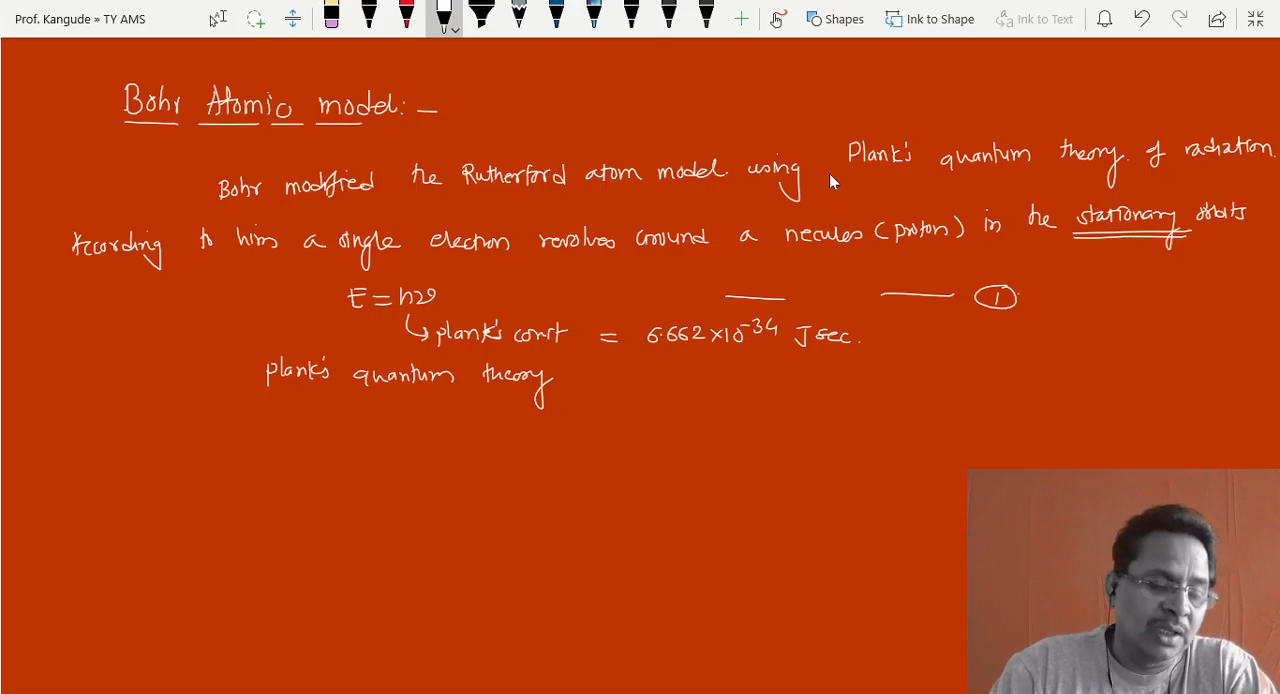 Prof. Kangude » TY AMS
Shapes
Ink to Shape
Ink to Text
Bohr Atomic model: —
Bohr modified the Rutherford atom model. using Plank's quantum theory. of radiation.
According to him a single electron revolves around a necules (proton) in the stationary orbits
E = hν
plank's const = 6.662 × 10⁻³⁴ J sec.
1
plank's quantum theory